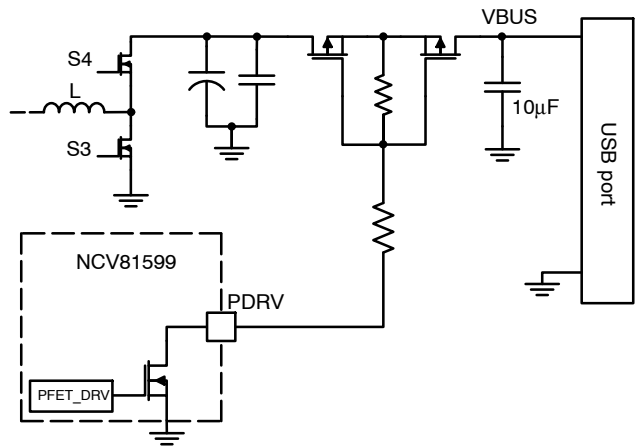 VBUS
S4
L
10μF
S3
USB port
NCV81599
PDRV
PFET_DRV